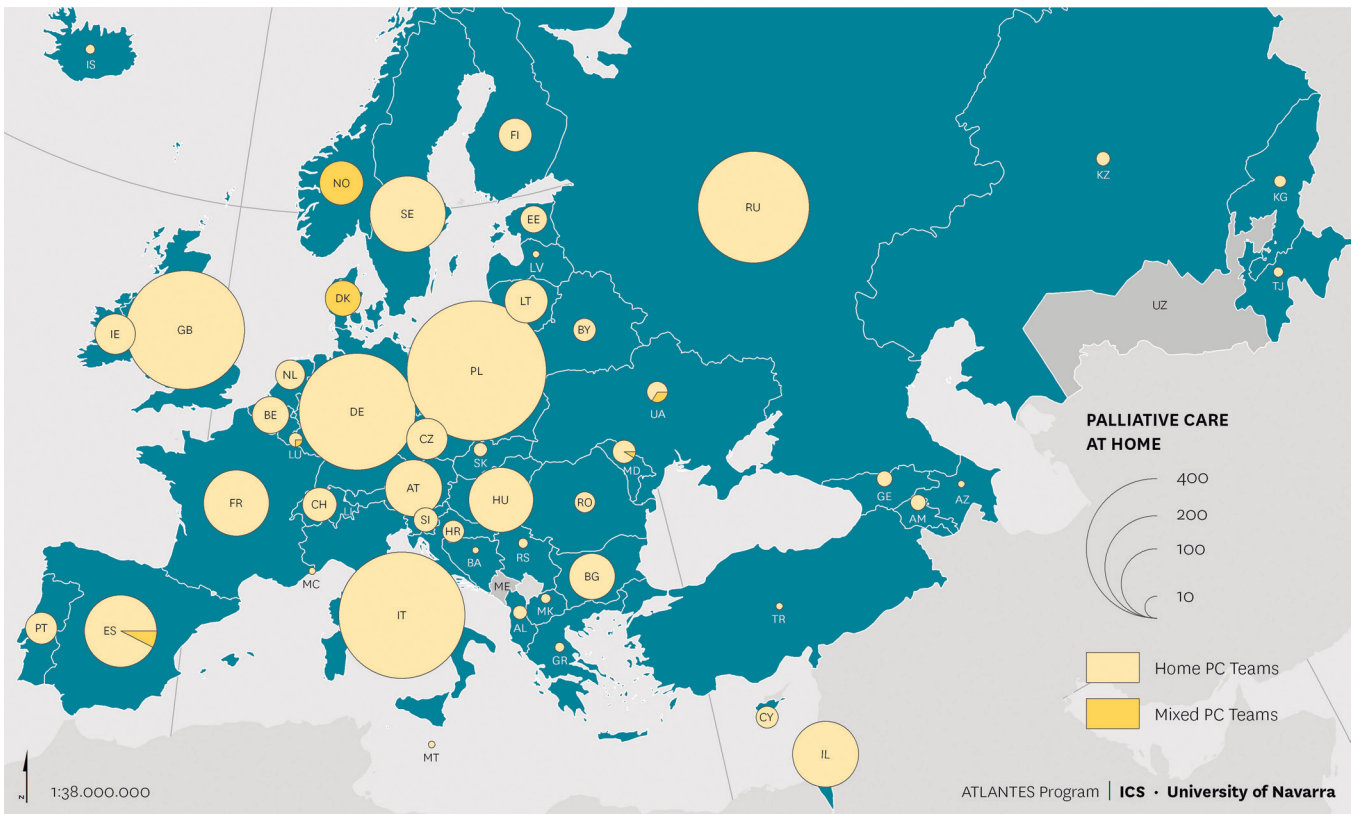 IS
FI
NO
SE
RU
KZ
KG
EE
LV
TJ
DK
LT
UZ
IE
GB
BY
NL
PL
DE
BE
UA
CZ
LU
SK
MD
AT
HU
FR
CH
LI
RO
GE
AM
AZ
SI
HR
RS
BA
MC
BG
ME
MK
AL
IT
TR
PT
ES
GR
CY
MT
IL
PALLIATIVE CARE
AT HOME
400
200
100
10
Home PC Teams
Mixed PC Teams
N
1:38.000.000
ATLANTES Program | ICS · University of Navarra